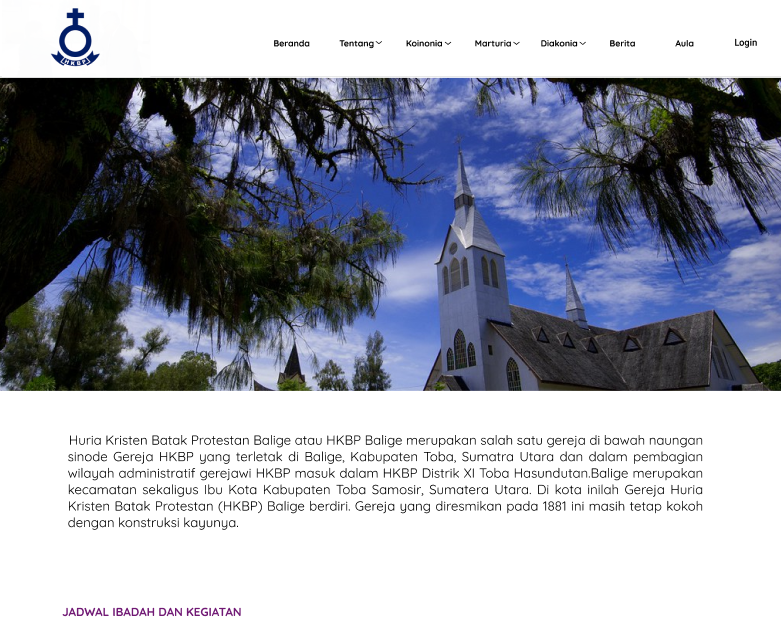 HKBP
Beranda
Tentang
Koinonia
Marturia
Diakonia
Berita
Aula
Login
Huria Kristen Batak Protestan Balige atau HKBP Balige merupakan salah satu gereja di bawah naungan
sinode Gereja HKBP yang terletak di Balige, Kabupaten Toba, Sumatra Utara dan dalam pembagian
wilayah administratif gerejawi HKBP masuk dalam HKBP Distrik XI Toba Hasundutan.Balige merupakan
kecamatan sekaligus Ibu Kota Kabupaten Toba Samosir, Sumatera Utara. Di kota inilah Gereja Huria
Kristen Batak Protestan (HKBP) Balige berdiri. Gereja yang diresmikan pada 1881 ini masih tetap kokoh
dengan konstruksi kayunya.
JADWAL IBADAH DAN KEGIATAN